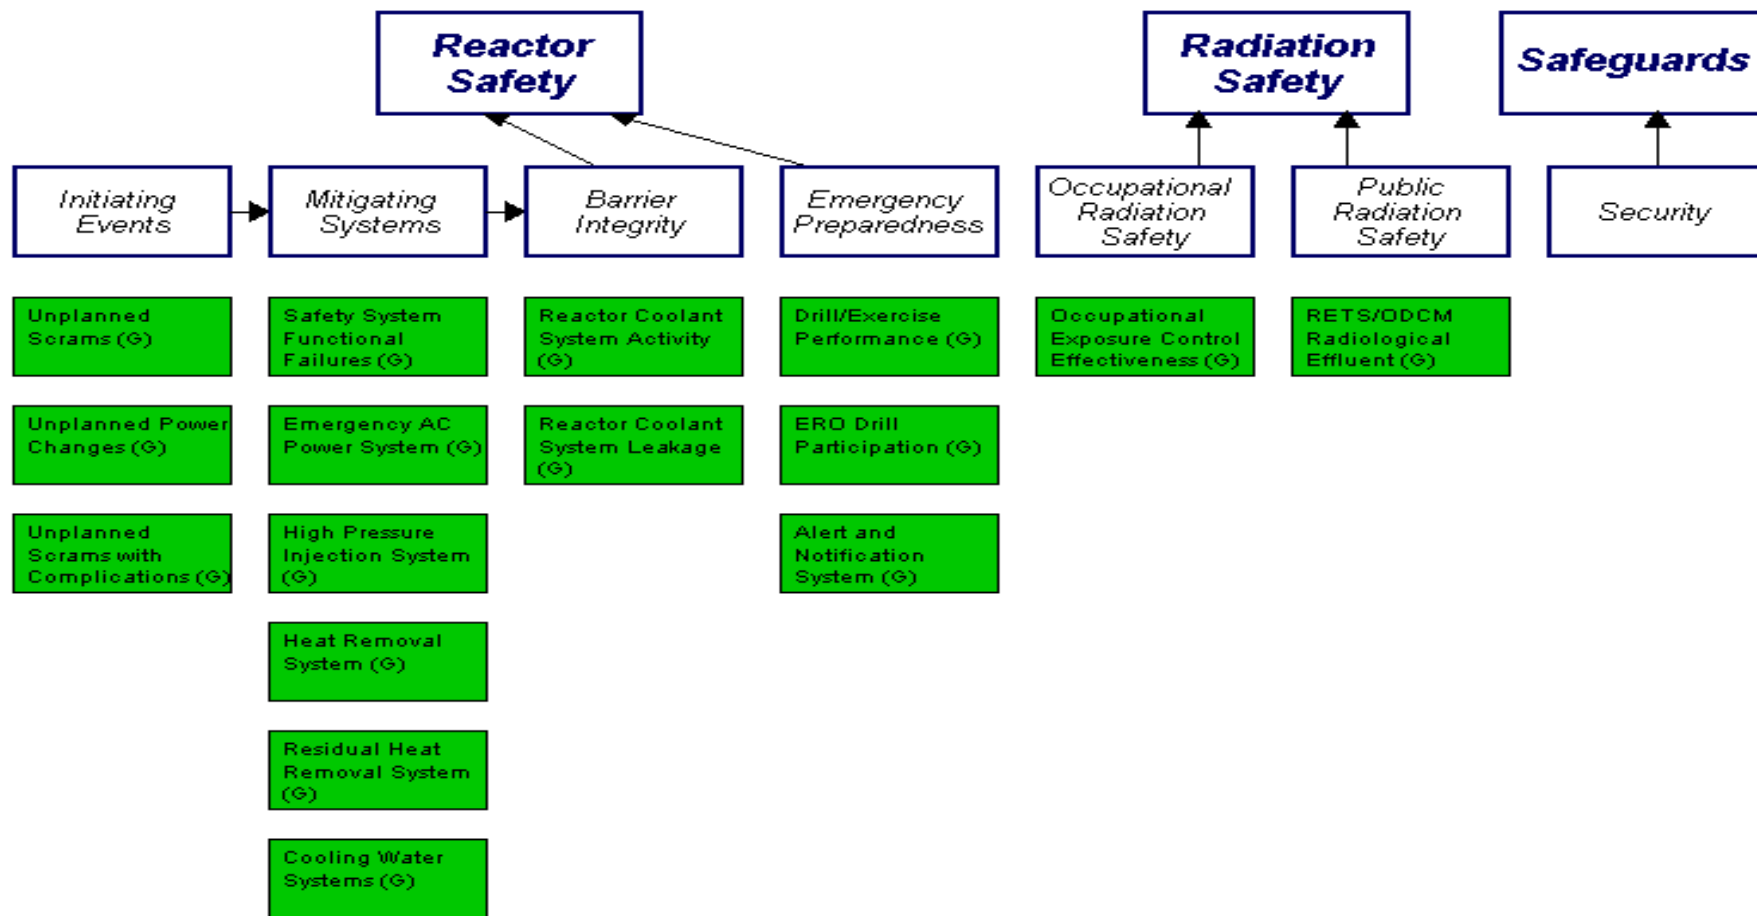 Reactor
Safety
Radiation
Safety
Safeguards
Initiating
Events
Mitigating
Systems
Barrier
Integrity
Emergency
Preparedness
Occupational
Radiation
Safety
Public
Radiation
Safety
Security
Unplanned
Scrams (G)
Safety System
Functional
Failures (G)
Reactor Coolant
System Activity
(G)
Drill/Exercise
Performance (G)
Occupational
Exposure Control
Effectiveness (G)
RETS/ODCM
Radiological
Effluent (G)
Unplanned Power
Changes (G)
Emergency AC
Power System (G)
Reactor Coolant
System Leakage
(G)
ERO Drill
Participation (G)
Unplanned
Scrams with
Complications (G)
High Pressure
Injection System
(G)
Alert and
Notification
System (G)
Heat Removal
System (G)
Residual Heat
Removal System
(G)
Cooling Water
Systems (G)